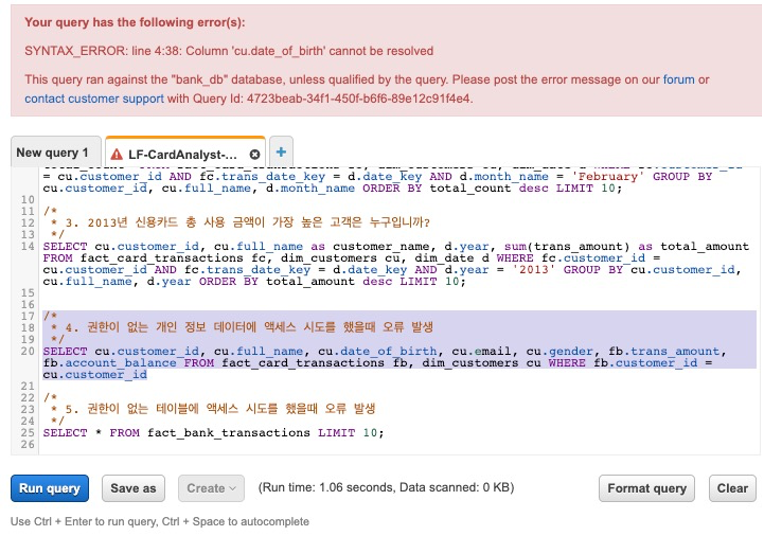 Your query has the following error(s):
SYNTAX_ERROR: line 4:38: Column 'cu.date_of_birth' cannot be resolved
This query ran against the "bank_db" database, unless qualified by the query. Please post the error message on our forum or
contact customer support with Query Id: 4723beab-34f1-450f-b6f6-89e12c91f4e4.
New query 1
LF-CardAnalyst-...
+
= cu.customer_id AND fc.trans_date_key = d.date_key AND d.month_name = 'February' GROUP BY
cu.customer_id, cu.full_name, d.month_name ORDER BY total_count desc LIMIT 10;
10
11 /*
12 * 3. 2013년 신용카드 총 사용 금액이 가장 높은 고객은 누구입니까?
13 */
14 SELECT cu.customer_id, cu.full_name as customer_name, d.year, sum(trans_amount) as total_amount
FROM fact_card_transactions fc, dim_customers cu, dim_date d WHERE fc.customer_id =
cu.customer_id AND fc.trans_date_key = d.date_key AND d.year = '2013' GROUP BY cu.customer_id,
cu.full_name, d.year ORDER BY total_amount desc LIMIT 10;
15
16
17 /*
18 * 4. 권한이 없는 개인 정보 데이터에 액세스 시도를 했을때 오류 발생
19 */
20 SELECT cu.customer_id, cu.full_name, cu.date_of_birth, cu.email, cu.gender, fb.trans_amount,
fb.account_balance FROM fact_card_transactions fb, dim_customers cu WHERE fb.customer_id =
cu.customer_id
21
22 /*
23 * 5. 권한이 없는 테이블에 액세스 시도를 했을때 오류 발생
24 */
25 SELECT * FROM fact_bank_transactions LIMIT 10;
26
Run query
Save as
Create
(Run time: 1.06 seconds, Data scanned: 0 KB)
Format query
Clear
Use Ctrl + Enter to run query, Ctrl + Space to autocomplete